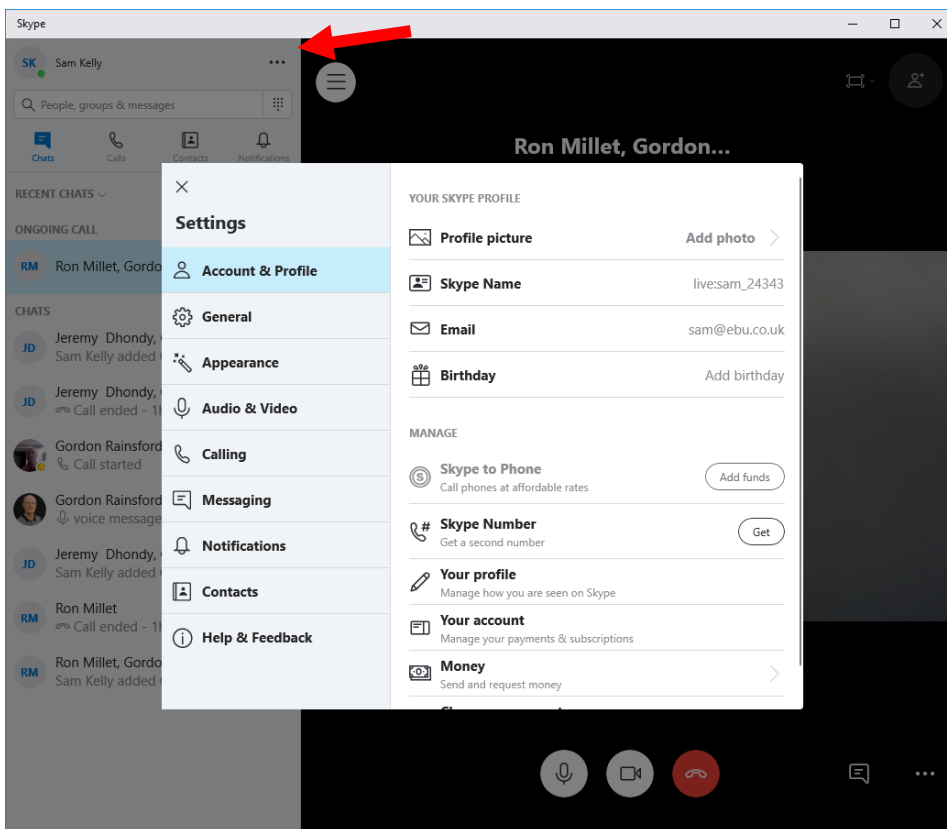 Skype
SK Sam Kelly
People, groups & messages
Chats Calls Contacts Notifications
RECENT CHATS
ONGOING CALL
RM Ron Millet, Gordo
CHATS
JD Jeremy Dhondy,
Sam Kelly added
JD Jeremy Dhondy,
Call ended - 1
Gordon Rainsford
Call started
Gordon Rainsford
voice message
JD Jeremy Dhondy,
Sam Kelly added
RM Ron Millet
Call ended - 1
RM Ron Millet, Gordo
Sam Kelly added
Ron Millet, Gordon...
Settings
Account & Profile
General
Appearance
Audio & Video
Calling
Messaging
Notifications
Contacts
Help & Feedback
YOUR SKYPE PROFILE
Profile picture Add photo
Skype Name live:sam_24343
Email sam@ebu.co.uk
Birthday Add birthday
MANAGE
Skype to Phone
Call phones at affordable rates
Add funds
Skype Number
Get a second number
Get
Your profile
Manage how you are seen on Skype
Your account
Manage your payments & subscriptions
Money
Send and request money